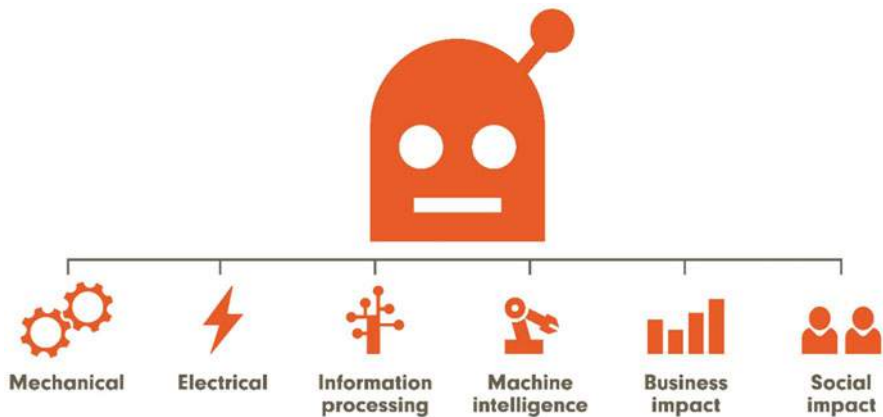 Mechanical
Electrical
Information
processing
Machine
intelligence
Business
impact
Social
impact